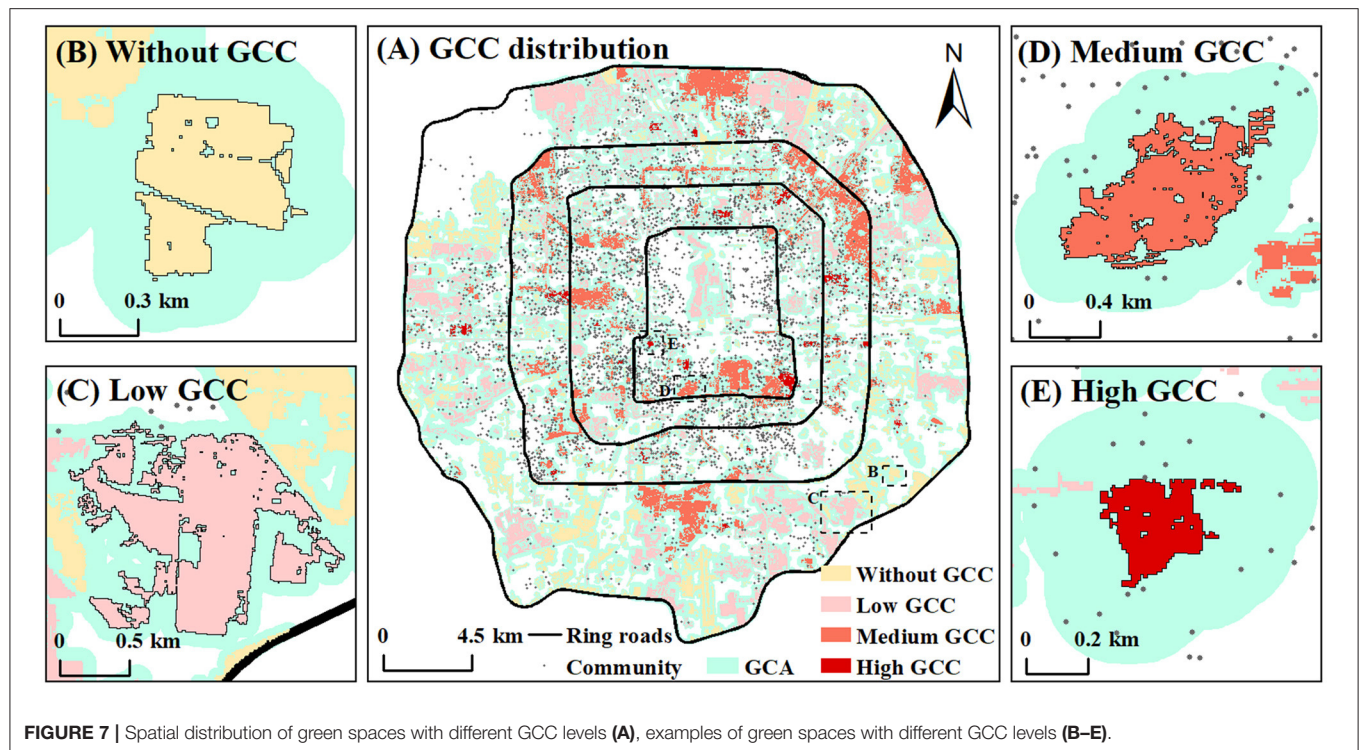 (B) Without GCC
0 0.3 km
(C) Low GCC
0 0.5 km
(A) GCC distribution
N
E
D
B
C
Without GCC
Low GCC
0 4.5 km Ring roads Medium GCC
Community GCA High GCC
(D) Medium GCC
0 0.4 km
(E) High GCC
0 0.2 km
FIGURE 7 | Spatial distribution of green spaces with different GCC levels (A), examples of green spaces with different GCC levels (B–E).